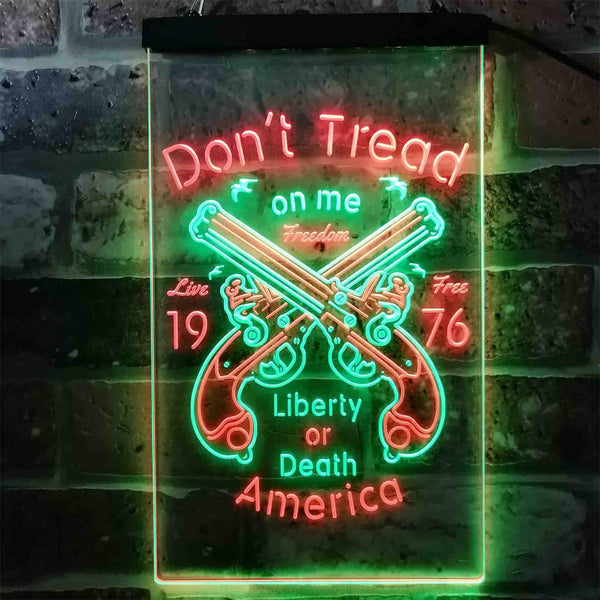 Don't Tread
on me
Freedom
Live Free
19 76
Liberty
or
Death
America